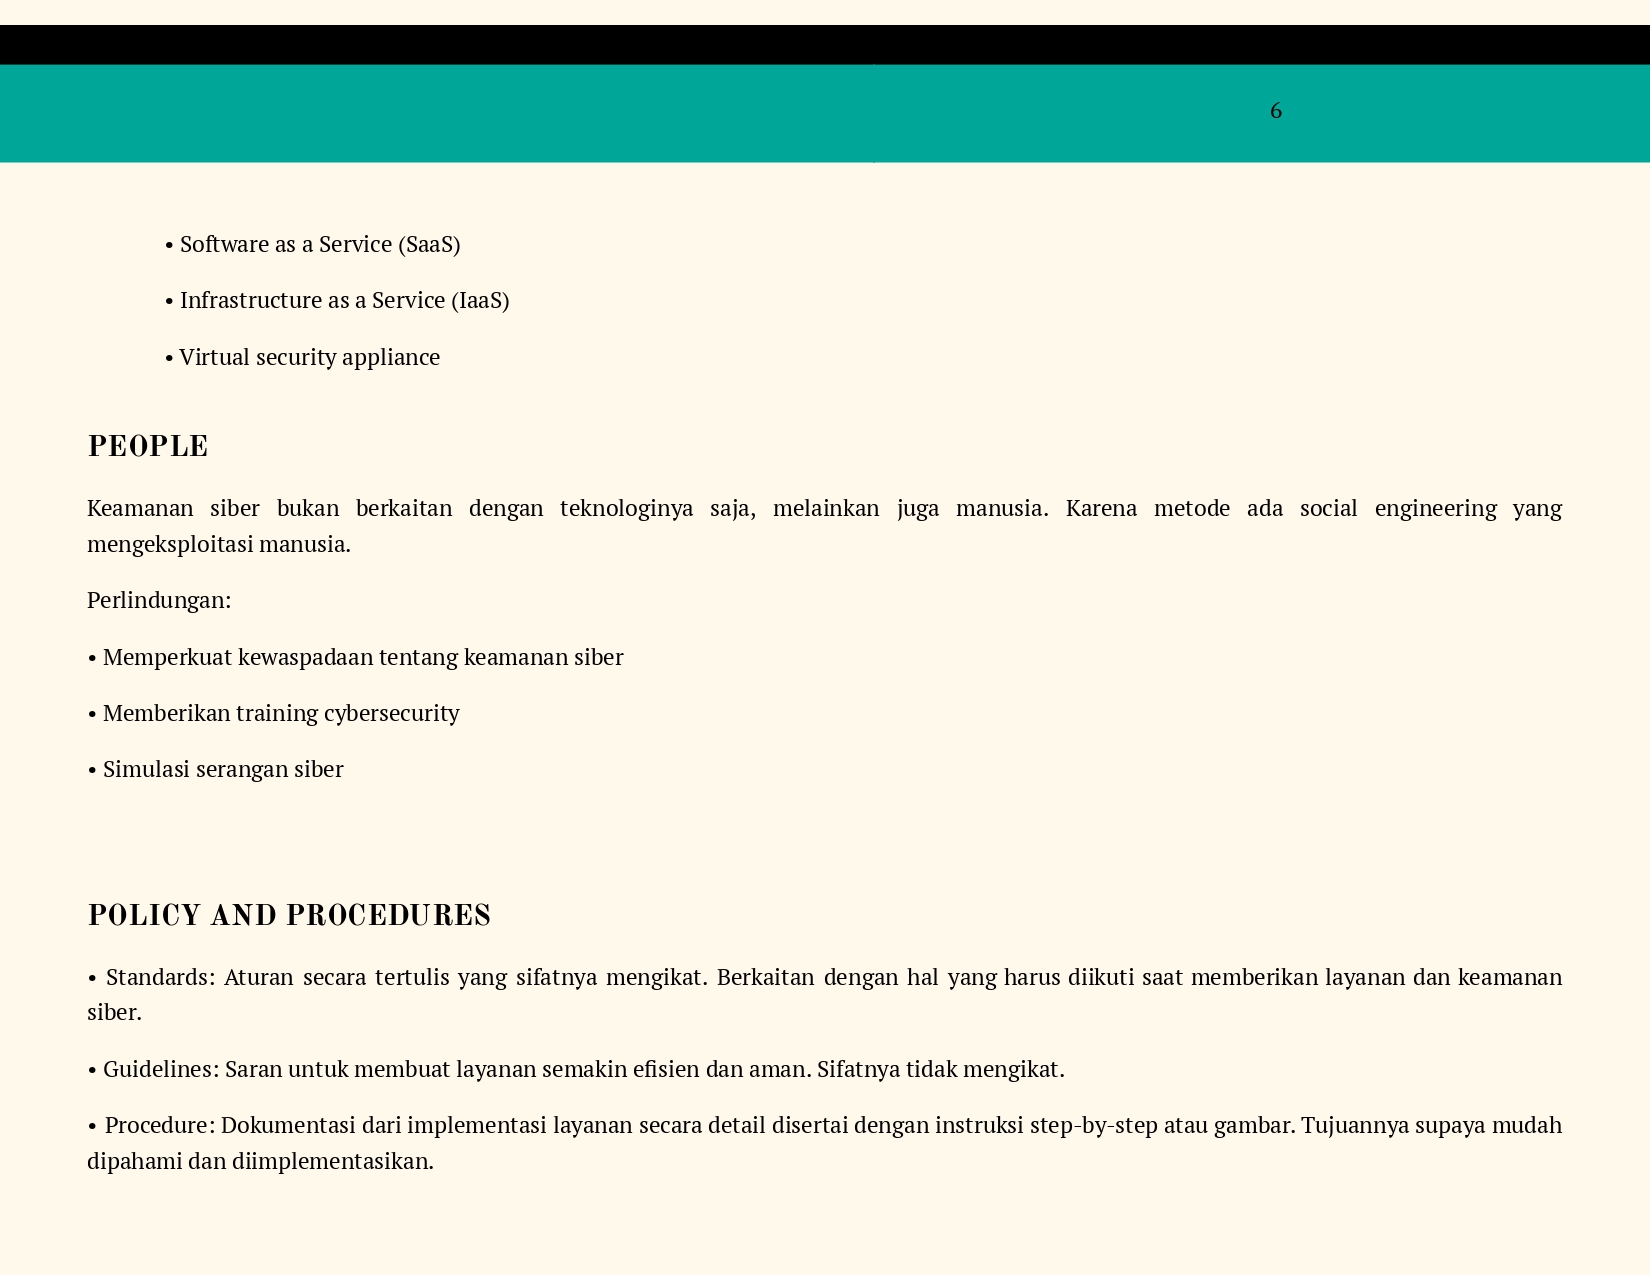 6
• Software as a Service (SaaS)
• Infrastructure as a Service (IaaS)
• Virtual security appliance
PEOPLE
Keamanan siber bukan berkaitan dengan teknologinya saja, melainkan juga manusia. Karena metode ada social engineering yang
mengeksploitasi manusia.
Perlindungan:
• Memperkuat kewaspadaan tentang keamanan siber
• Memberikan training cybersecurity
• Simulasi serangan siber
POLICY AND PROCEDURES
• Standards: Aturan secara tertulis yang sifatnya mengikat. Berkaitan dengan hal yang harus diikuti saat memberikan layanan dan keamanan
siber.
• Guidelines: Saran untuk membuat layanan semakin efisien dan aman. Sifatnya tidak mengikat.
• Procedure: Dokumentasi dari implementasi layanan secara detail disertai dengan instruksi step-by-step atau gambar. Tujuannya supaya mudah
dipahami dan diimplementasikan.